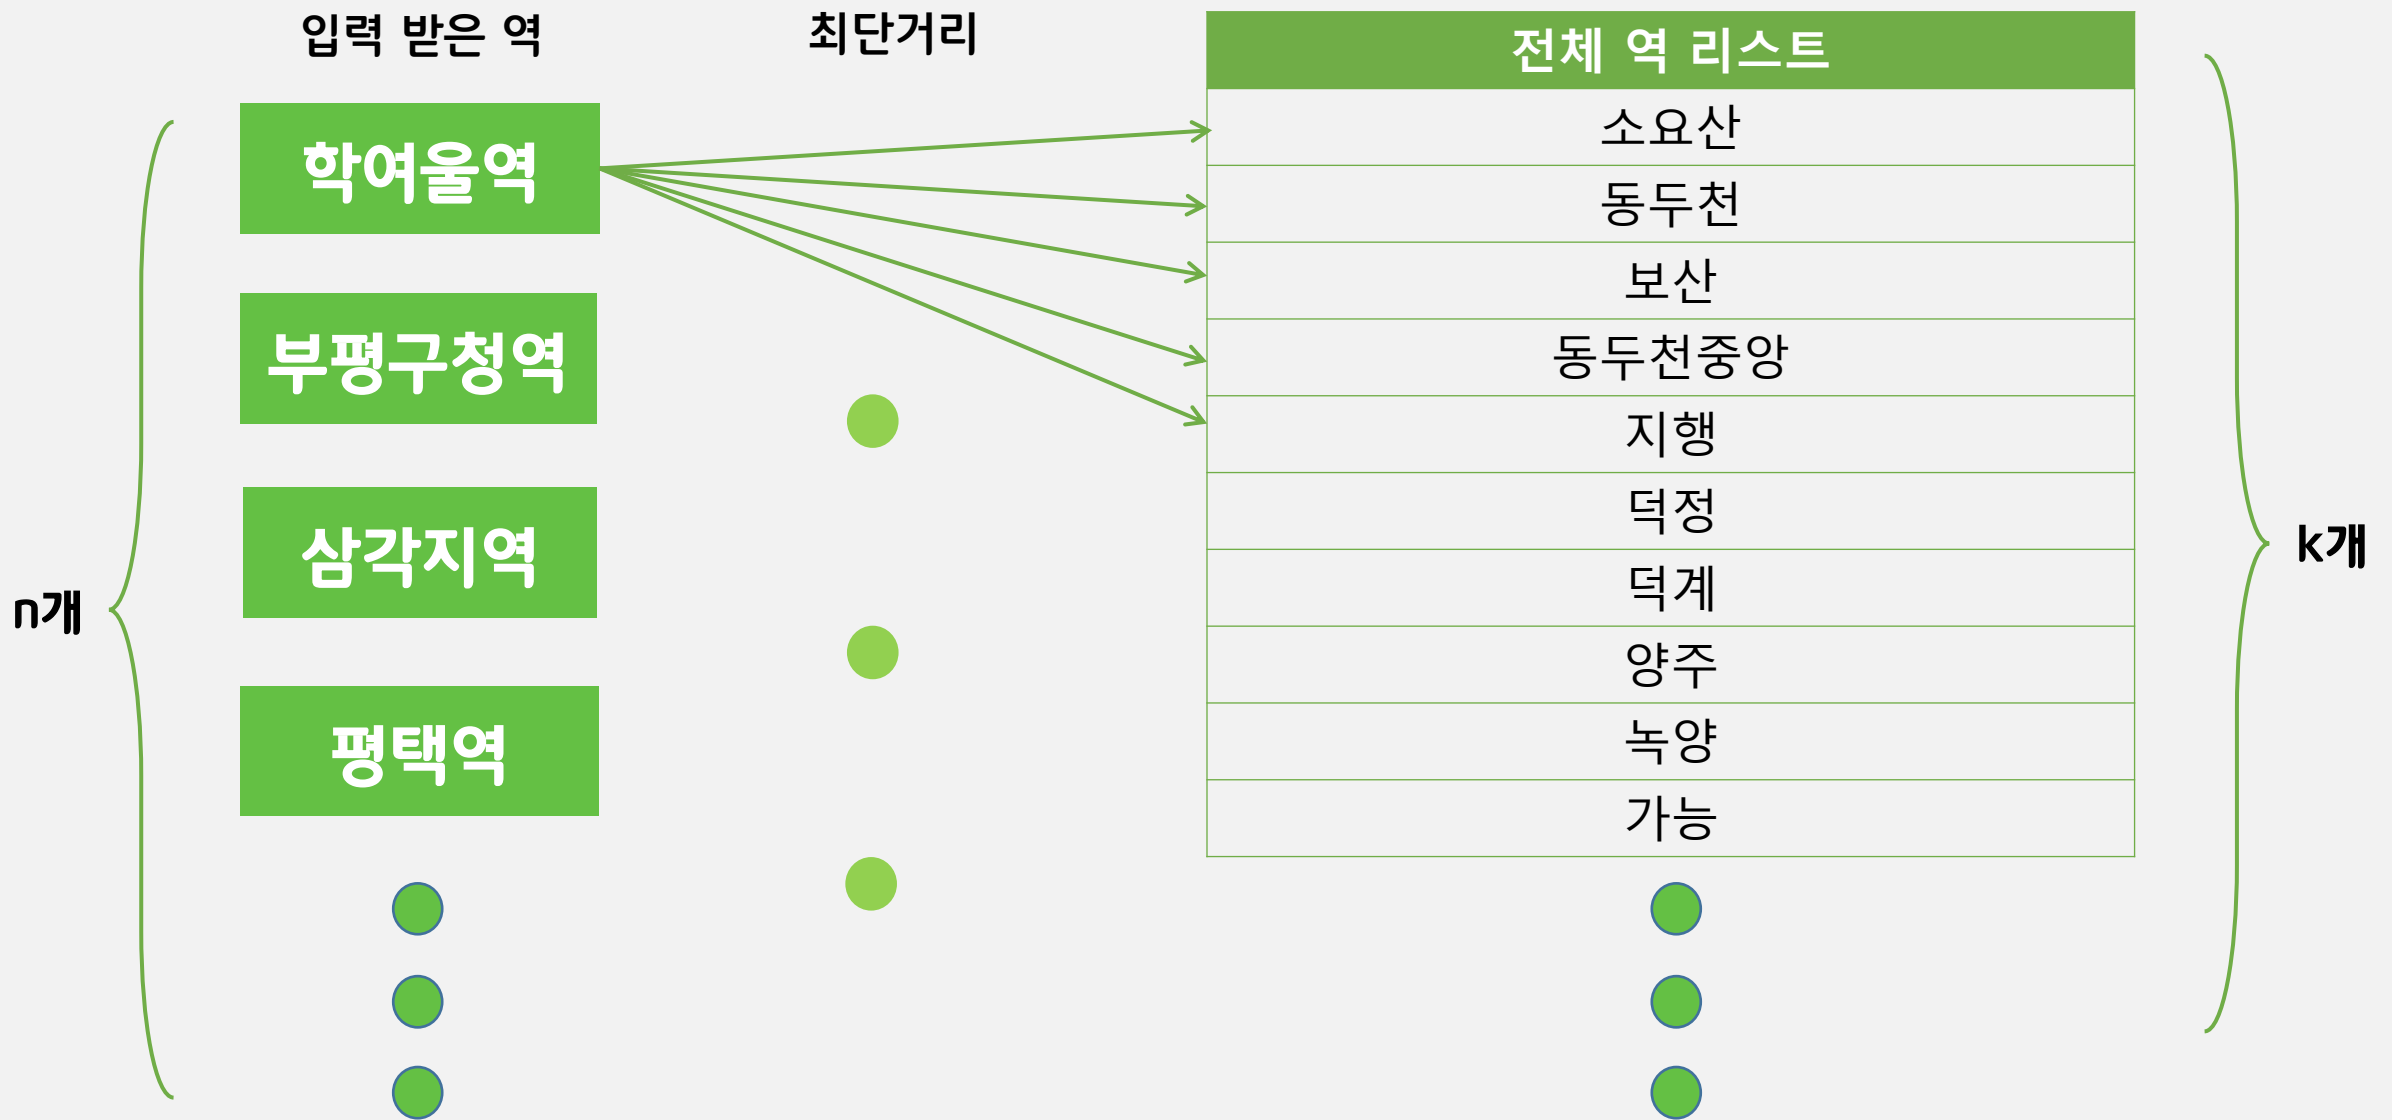 입력 받은 역
최단거리
전체 역 리스트
학여울역
부평구청역
삼각지역
평택역
n개
소요산
동두천
보산
동두천중앙
지행
덕정
덕계
양주
녹양
가능
k개